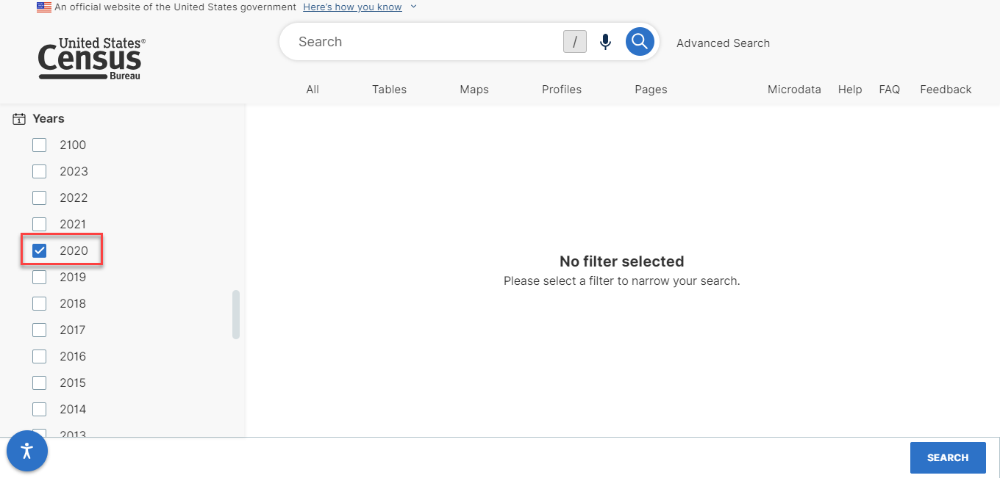 An official website of the United States government Here's how you know
United States®
Census
Bureau
Search / Advanced Search
All Tables Maps Profiles Pages Microdata Help FAQ Feedback
1 Years
2100
2023
2022
2021
2020
2019
2018
2017
2016
2015
2014
2013
No filter selected
Please select a filter to narrow your search.
SEARCH